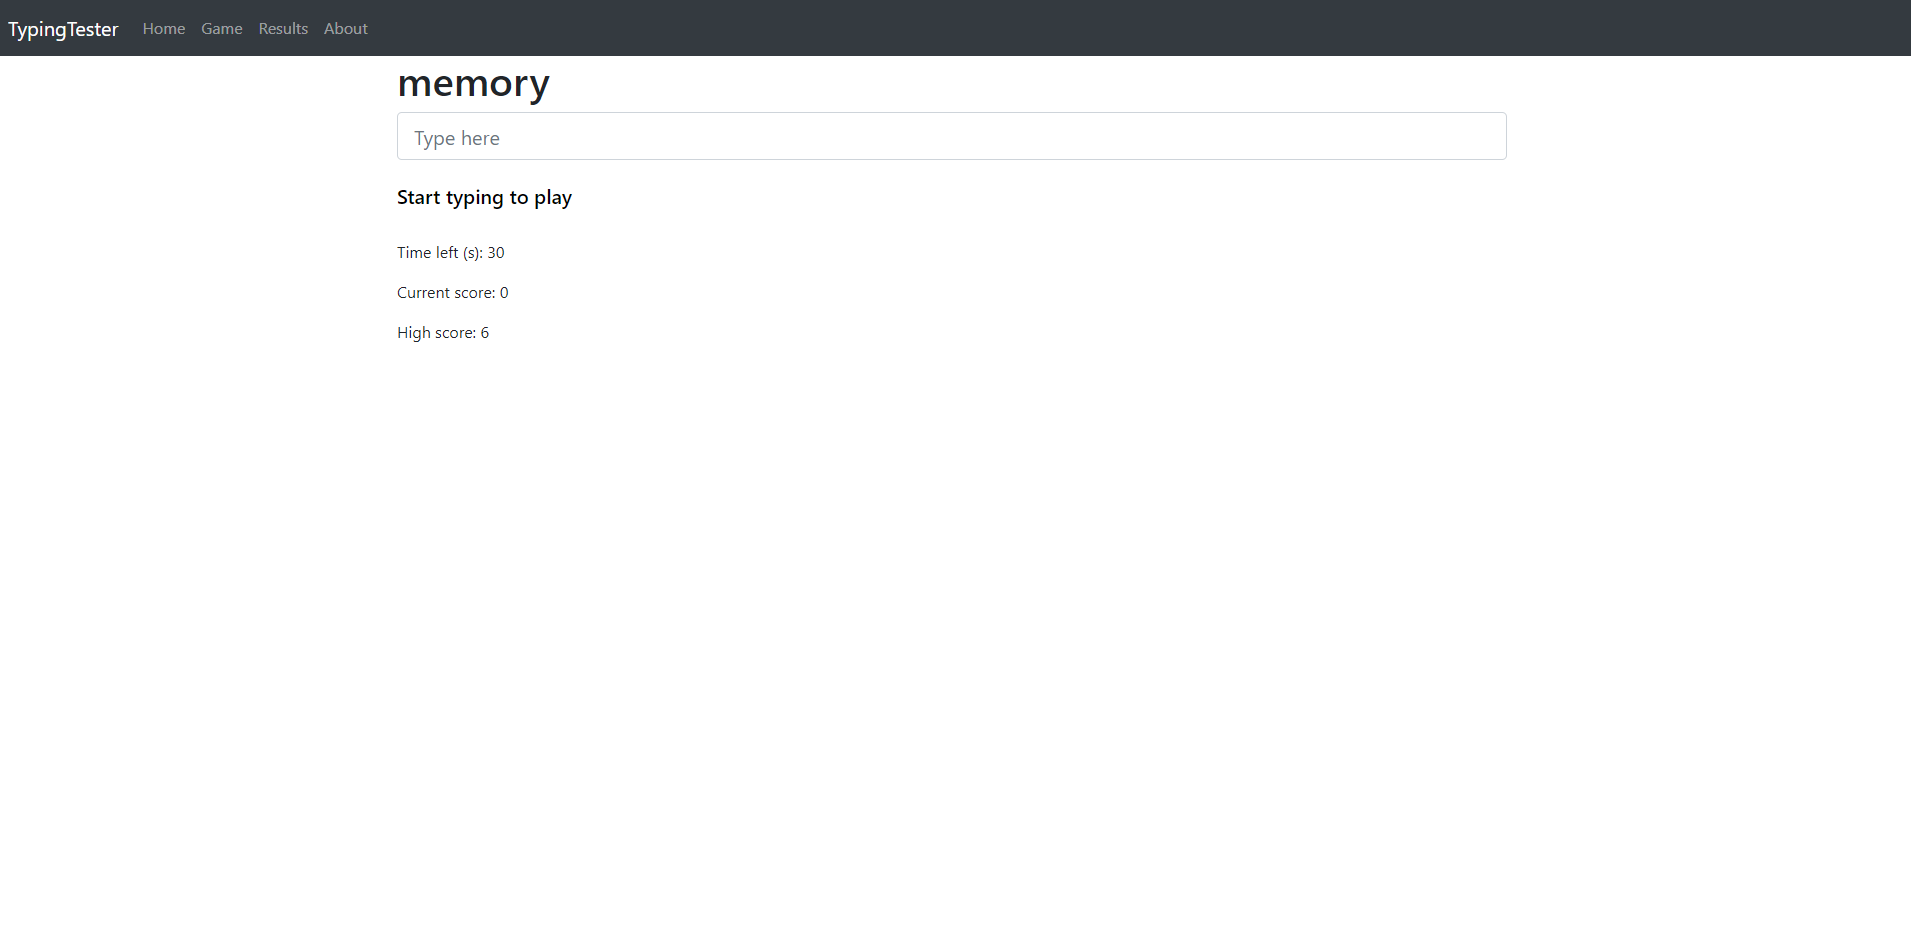 TypingTester Home Game Results About
memory
Type here
Start typing to play
Time left (s): 30
Current score: 0
High score: 6